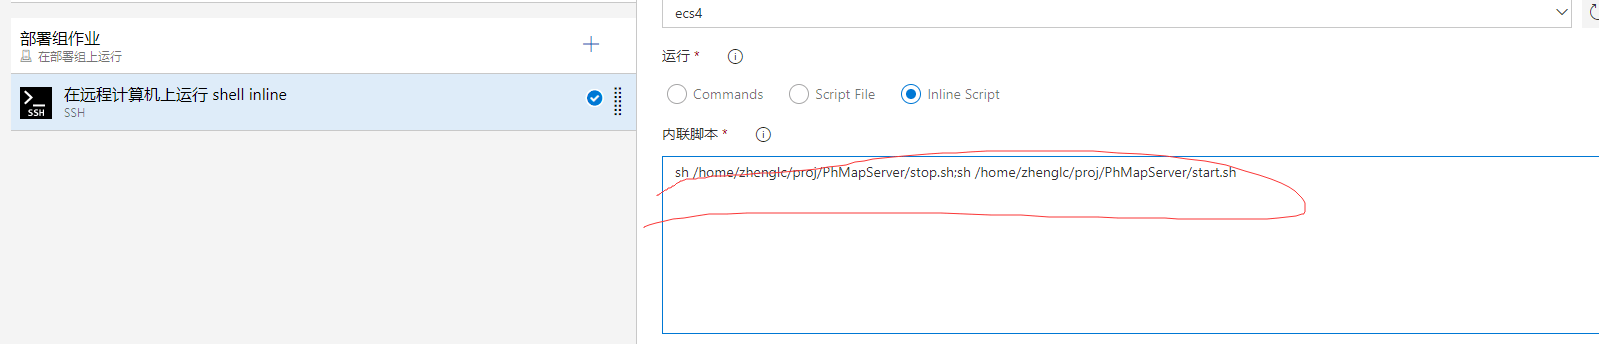 部署组作业
在部署组上运行
在远程计算机上运行 shell inline
SSH
SSH
ecs4
运行 *
Commands
Script File
Inline Script
内联脚本 *
sh /home/zhenglc/proj/PhMapServer/stop.sh;sh /home/zhenglc/proj/PhMapServer/start.sh